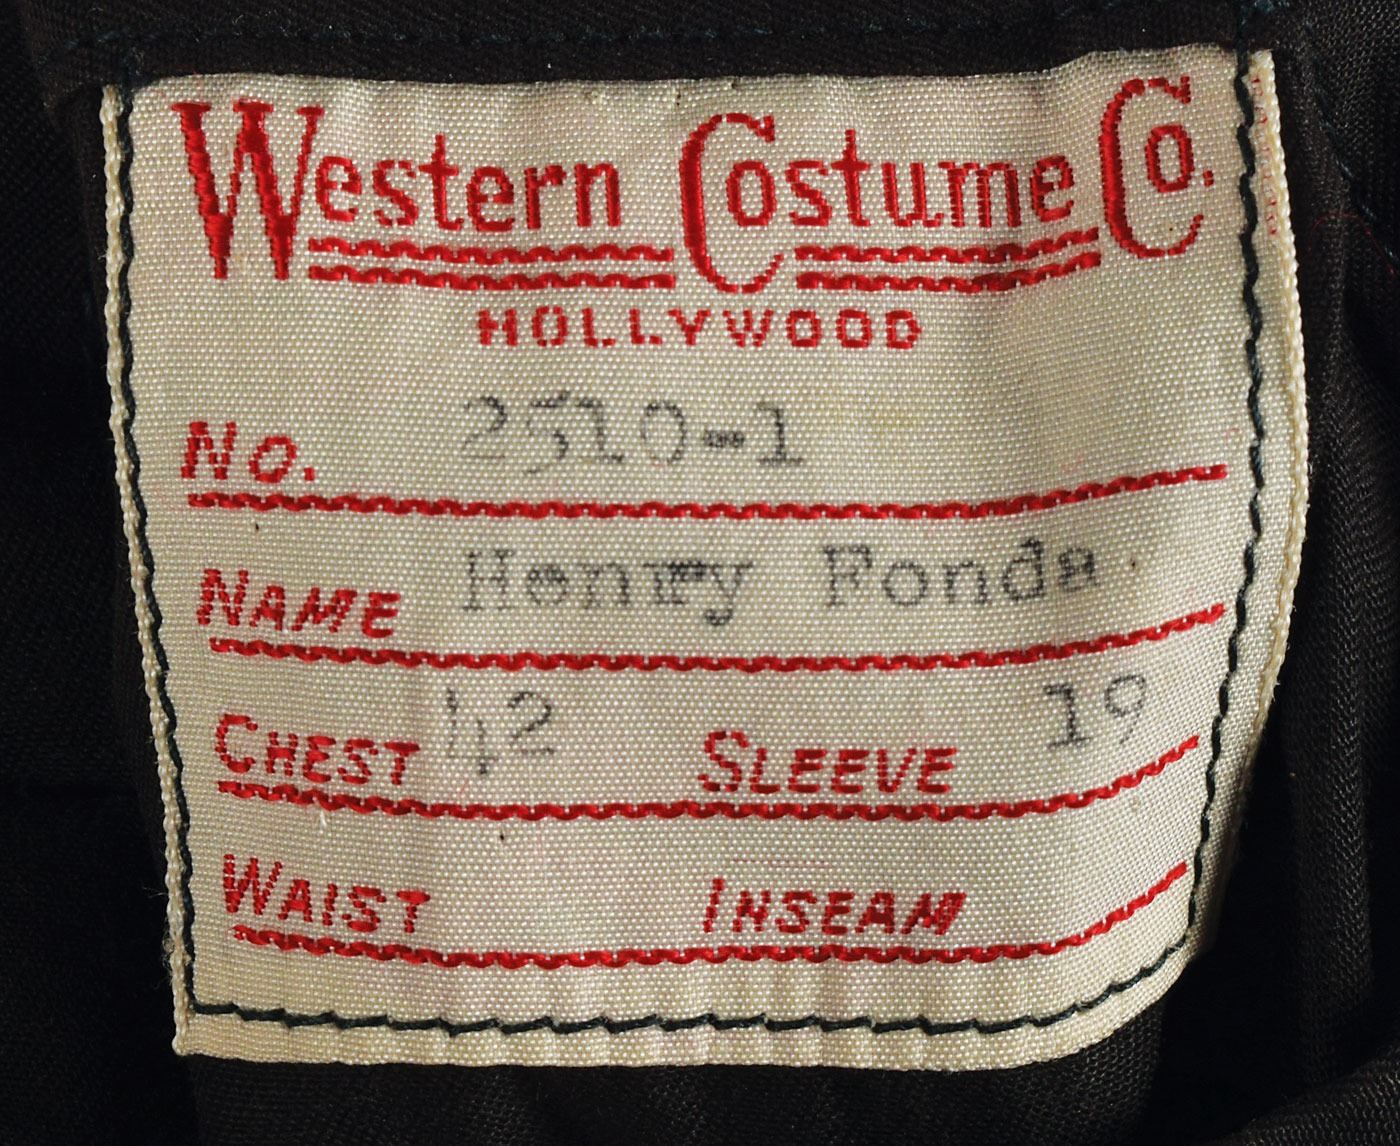 Western Costume Co.
HOLLYWOOD
NO. 2510-1
NAME Henry Fonda
CHEST 42 SLEEVE 19
WAIST INSEAM